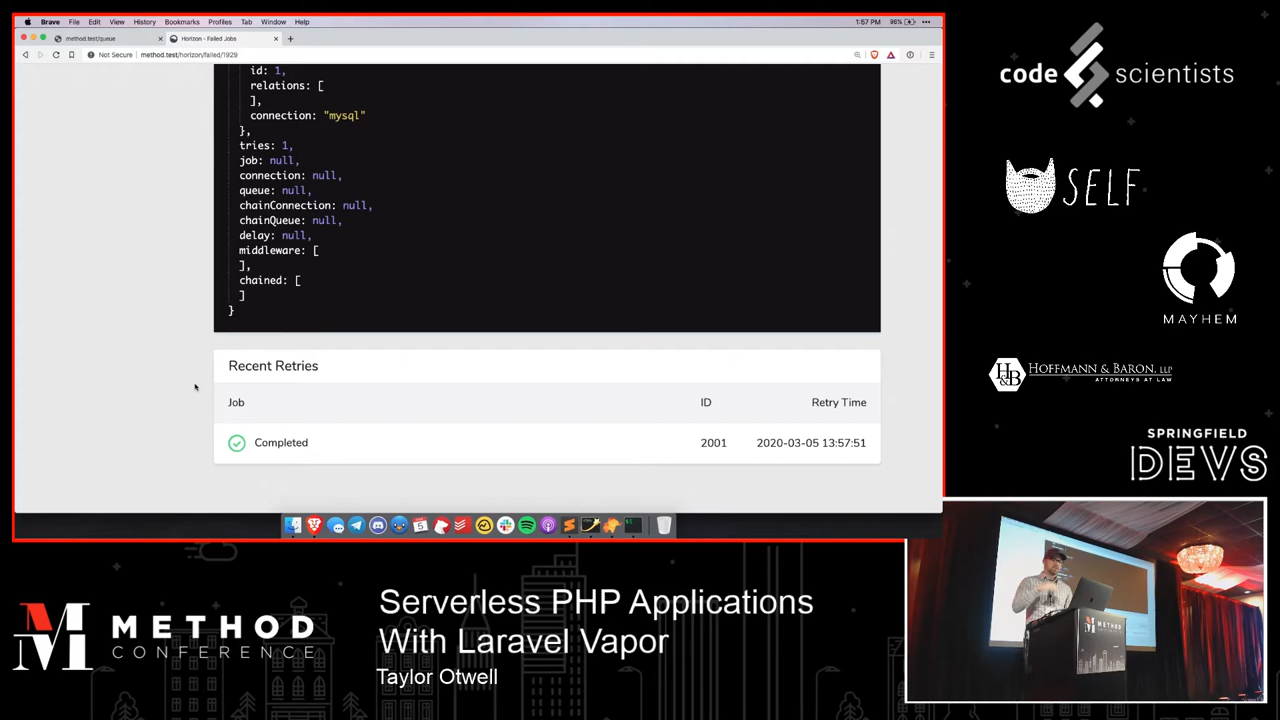 Brave File Edit View History Bookmarks Profiles Tab Window Help 1:57 PM 96%
method.test/queue × Horizon - Failed Jobs × +
Not Secure method.test/horizon/failed/1929
id: 1,
relations: [
],
connection: "mysql"
},
tries: 1,
job: null,
connection: null,
queue: null,
chainConnection: null,
chainQueue: null,
delay: null,
middleware: [
],
chained: [
]
}
Recent Retries
Job ID Retry Time
Completed 2001 2020-03-05 13:57:51
code scientists
SELF
MAYHEM
H&B HOFFMANN & BARON, LLP
ATTORNEYS AT LAW
SPRINGFIELD
DEVS
M METHOD
CONFERENCE
Serverless PHP Applications
With Laravel Vapor
Taylor Otwell
METHOD